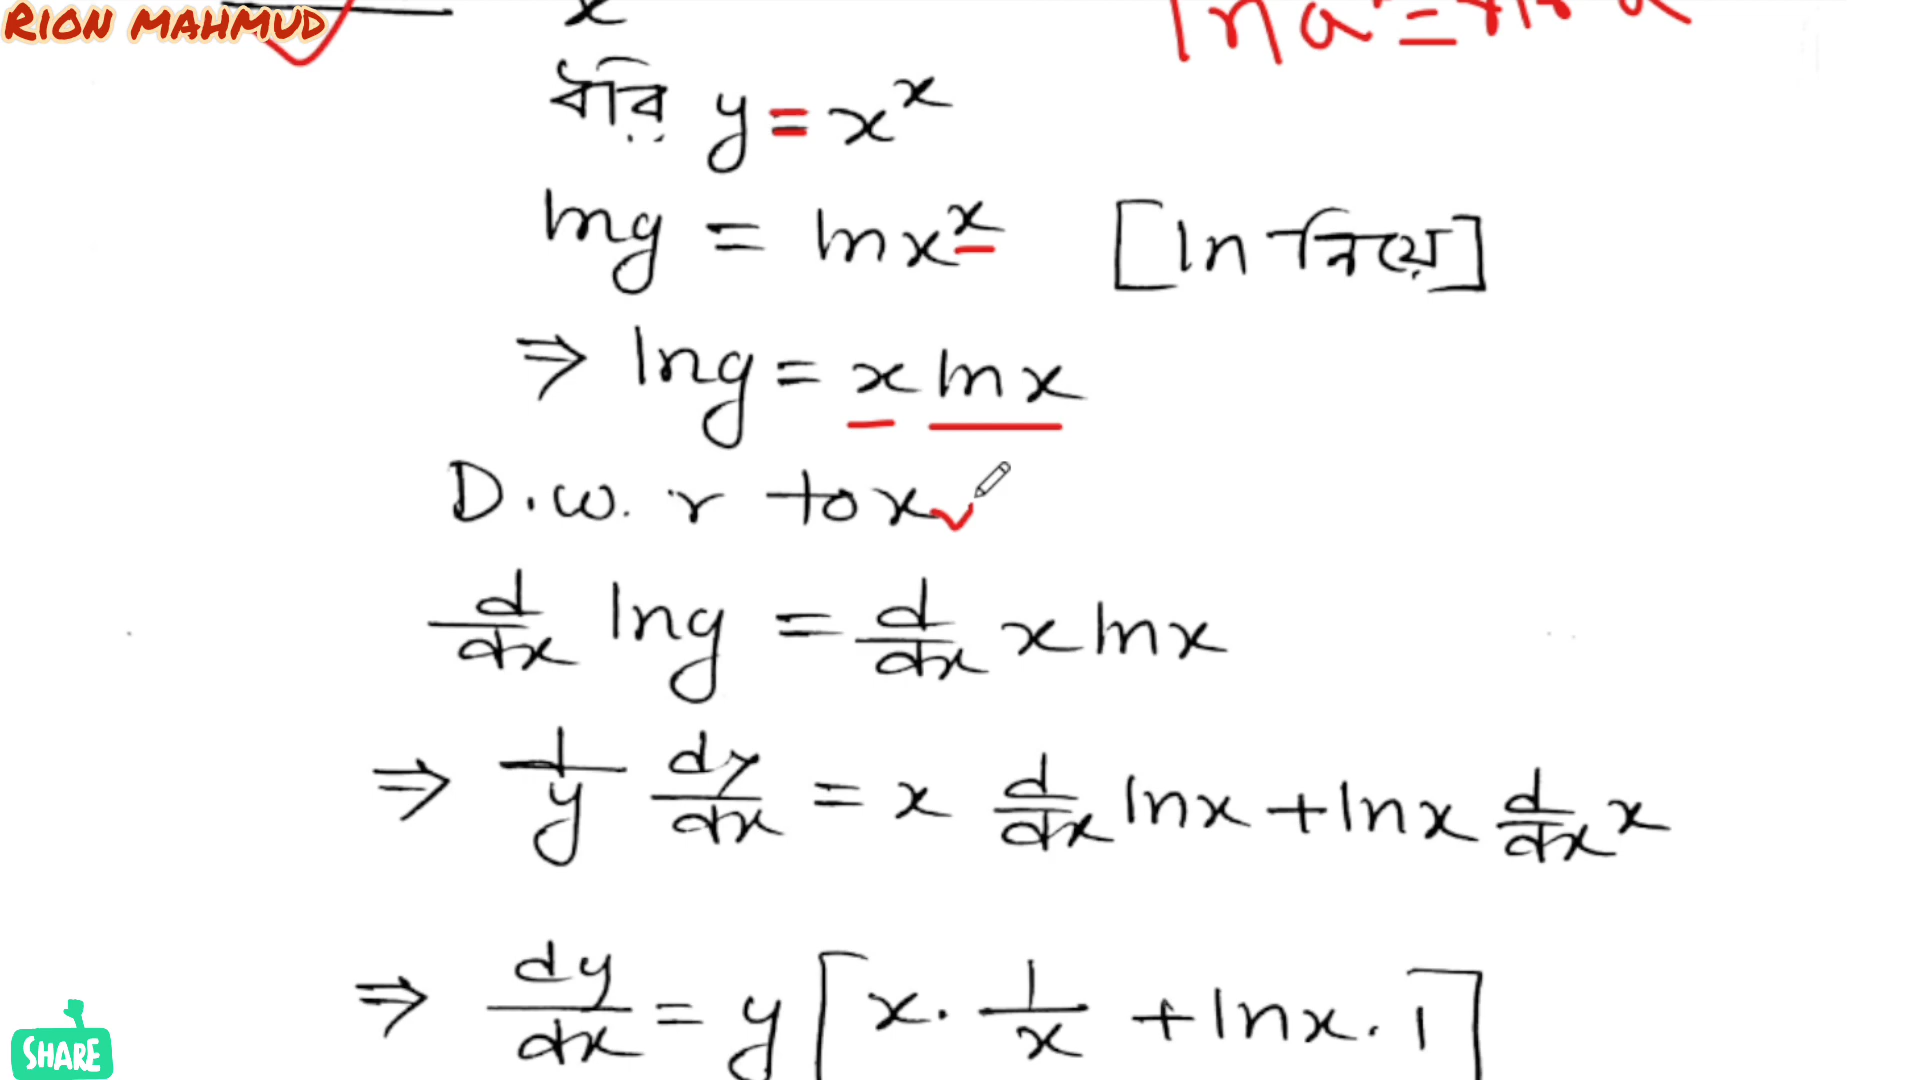 RION MAHMUD
x
ধরি y = x^x
ln y = ln x^x [ln নিয়ে]
⇒ ln y = x ln x
D.w. r to x
d/dx ln y = d/dx x ln x
⇒ 1/y dy/dx = x d/dx ln x + ln x d/dx x
⇒ dy/dx = y [x. 1/x + ln x. 1]
SHARE